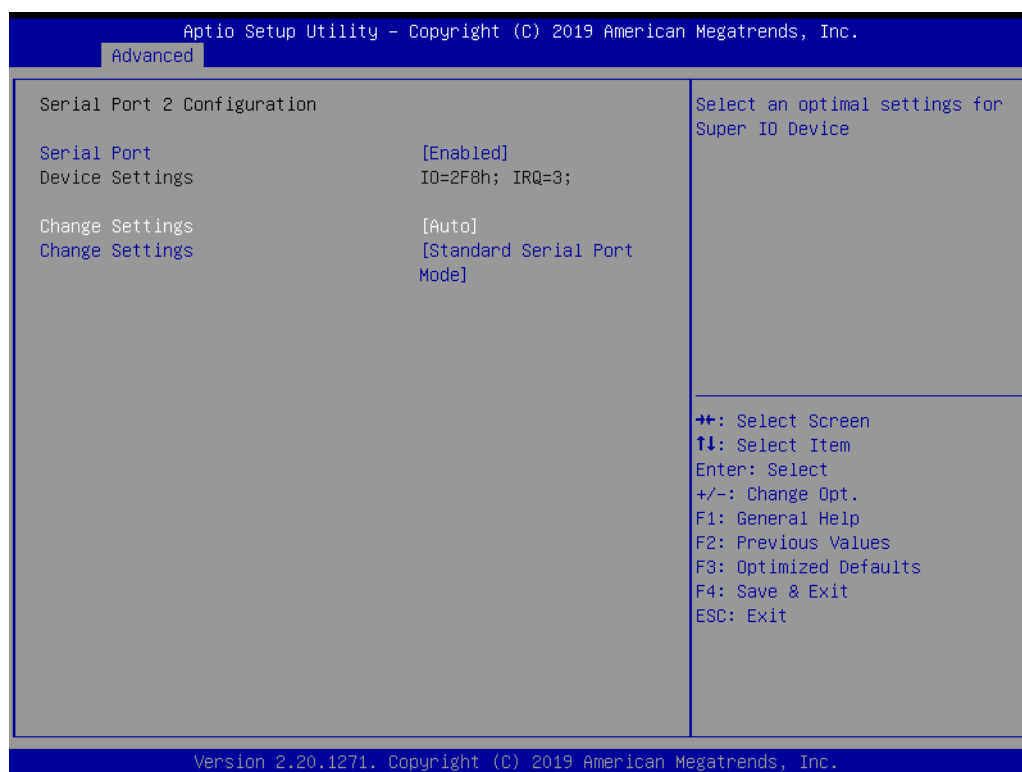 Aptio Setup Utility – Copyright (C) 2019 American Megatrends, Inc.
Advanced
Serial Port 2 Configuration
Serial Port [Enabled]
Device Settings IO=2F8h; IRQ=3;
Change Settings [Auto]
Change Settings [Standard Serial Port
Mode]
Select an optimal settings for
Super IO Device
→←: Select Screen
↑↓: Select Item
Enter: Select
+/-: Change Opt.
F1: General Help
F2: Previous Values
F3: Optimized Defaults
F4: Save & Exit
ESC: Exit
Version 2.20.1271. Copyright (C) 2019 American Megatrends, Inc.